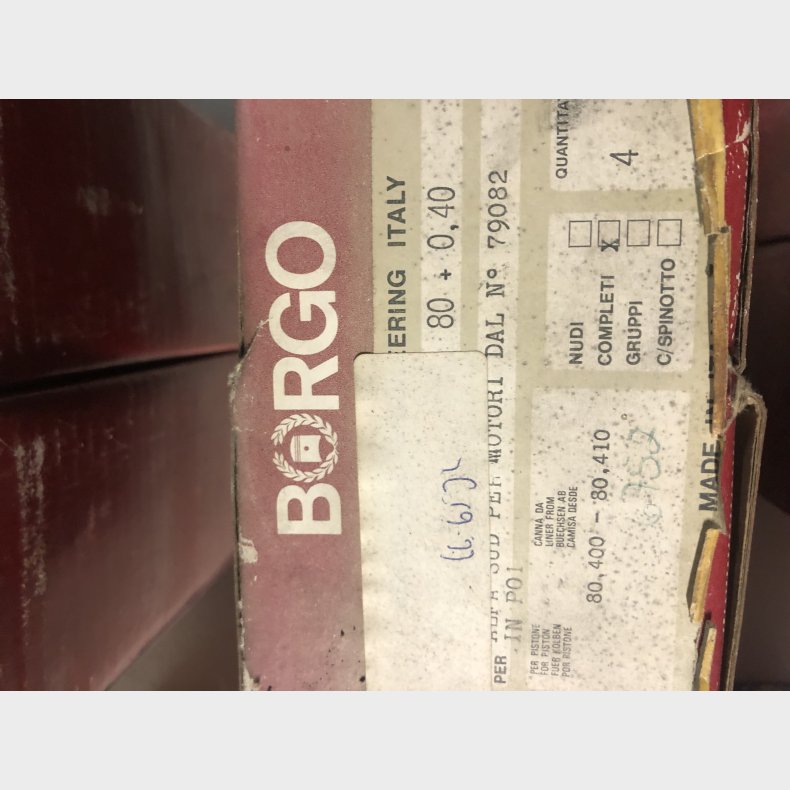 BORGO
EERING ITALY
80 + 0,40
PER ALFA SUD PER MOTORI DAL N° 79082
IN POI
PER PISTONE
FOR PISTON
FUER KOLBEN
POR PISTONE
CANNA DA
LINER FROM
BUECHSEN AB
CAMISA DESDE
80,400 - 80,410
NUDI
COMPLETI X
GRUPPI
C/SPINOTTO
QUANTITA
4
MADE IN